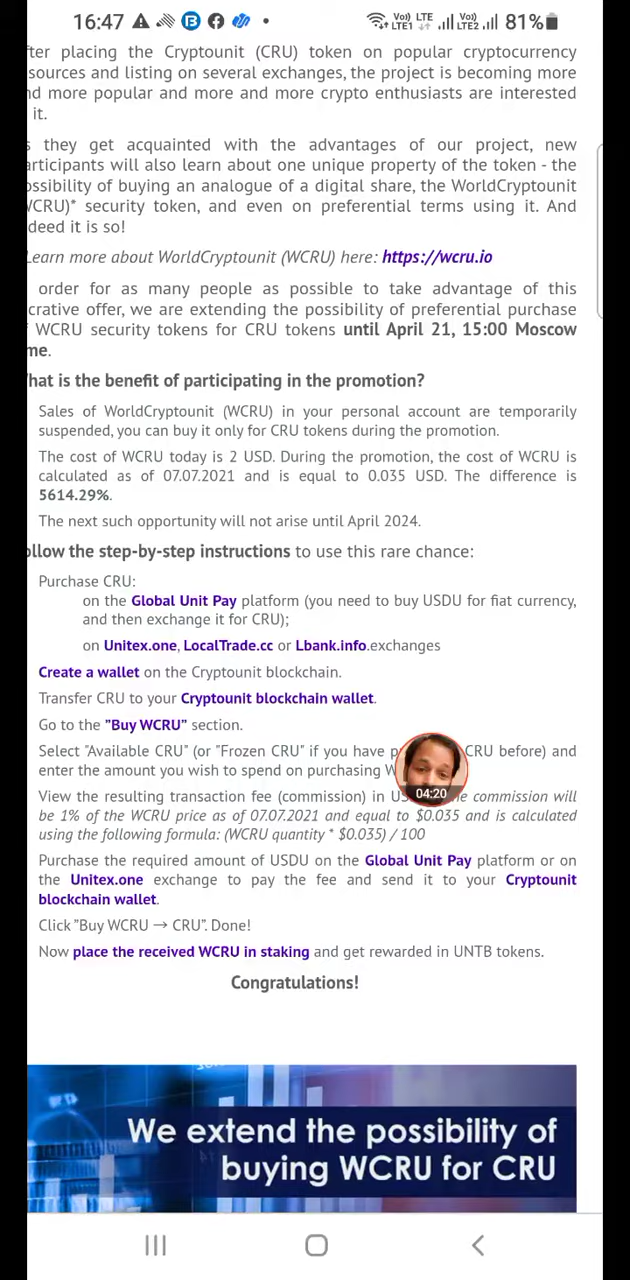 16:47 Vo)) LTE LTE1 Vo)) LTE2 81%
fter placing the Cryptounit (CRU) token on popular cryptocurrency
sources and listing on several exchanges, the project is becoming more
nd more popular and more and more crypto enthusiasts are interested
it.
s they get acquainted with the advantages of our project, new
articipants will also learn about one unique property of the token - the
ossibility of buying an analogue of a digital share, the WorldCryptounit
VCRU)* security token, and even on preferential terms using it. And
deed it is so!
Learn more about WorldCryptounit (WCRU) here: https://wcru.io
order for as many people as possible to take advantage of this
crative offer, we are extending the possibility of preferential purchase
WCRU security tokens for CRU tokens until April 21, 15:00 Moscow
me.
hat is the benefit of participating in the promotion?
Sales of WorldCryptounit (WCRU) in your personal account are temporarily
suspended, you can buy it only for CRU tokens during the promotion.
The cost of WCRU today is 2 USD. During the promotion, the cost of WCRU is
calculated as of 07.07.2021 and is equal to 0.035 USD. The difference is
5614.29%.
The next such opportunity will not arise until April 2024.
ollow the step-by-step instructions to use this rare chance:
Purchase CRU:
on the Global Unit Pay platform (you need to buy USDU for fiat currency,
and then exchange it for CRU);
on Unitex.one, LocalTrade.cc or Lbank.info.exchanges
Create a wallet on the Cryptounit blockchain.
Transfer CRU to your Cryptounit blockchain wallet.
Go to the "Buy WCRU" section.
Select "Available CRU" (or "Frozen CRU" if you have CRU before) and
enter the amount you wish to spend on purchasing
04:20
View the resulting transaction fee (commission) in commission will
be 1% of the WCRU price as of 07.07.2021 and equal to $0.035 and is calculated
using the following formula: (WCRU quantity * $0.035) / 100
Purchase the required amount of USDU on the Global Unit Pay platform or on
the Unitex.one exchange to pay the fee and send it to your Cryptounit
blockchain wallet.
Click "Buy WCRU → CRU". Done!
Now place the received WCRU in staking and get rewarded in UNTB tokens.
Congratulations!
We extend the possibility of
buying WCRU for CRU